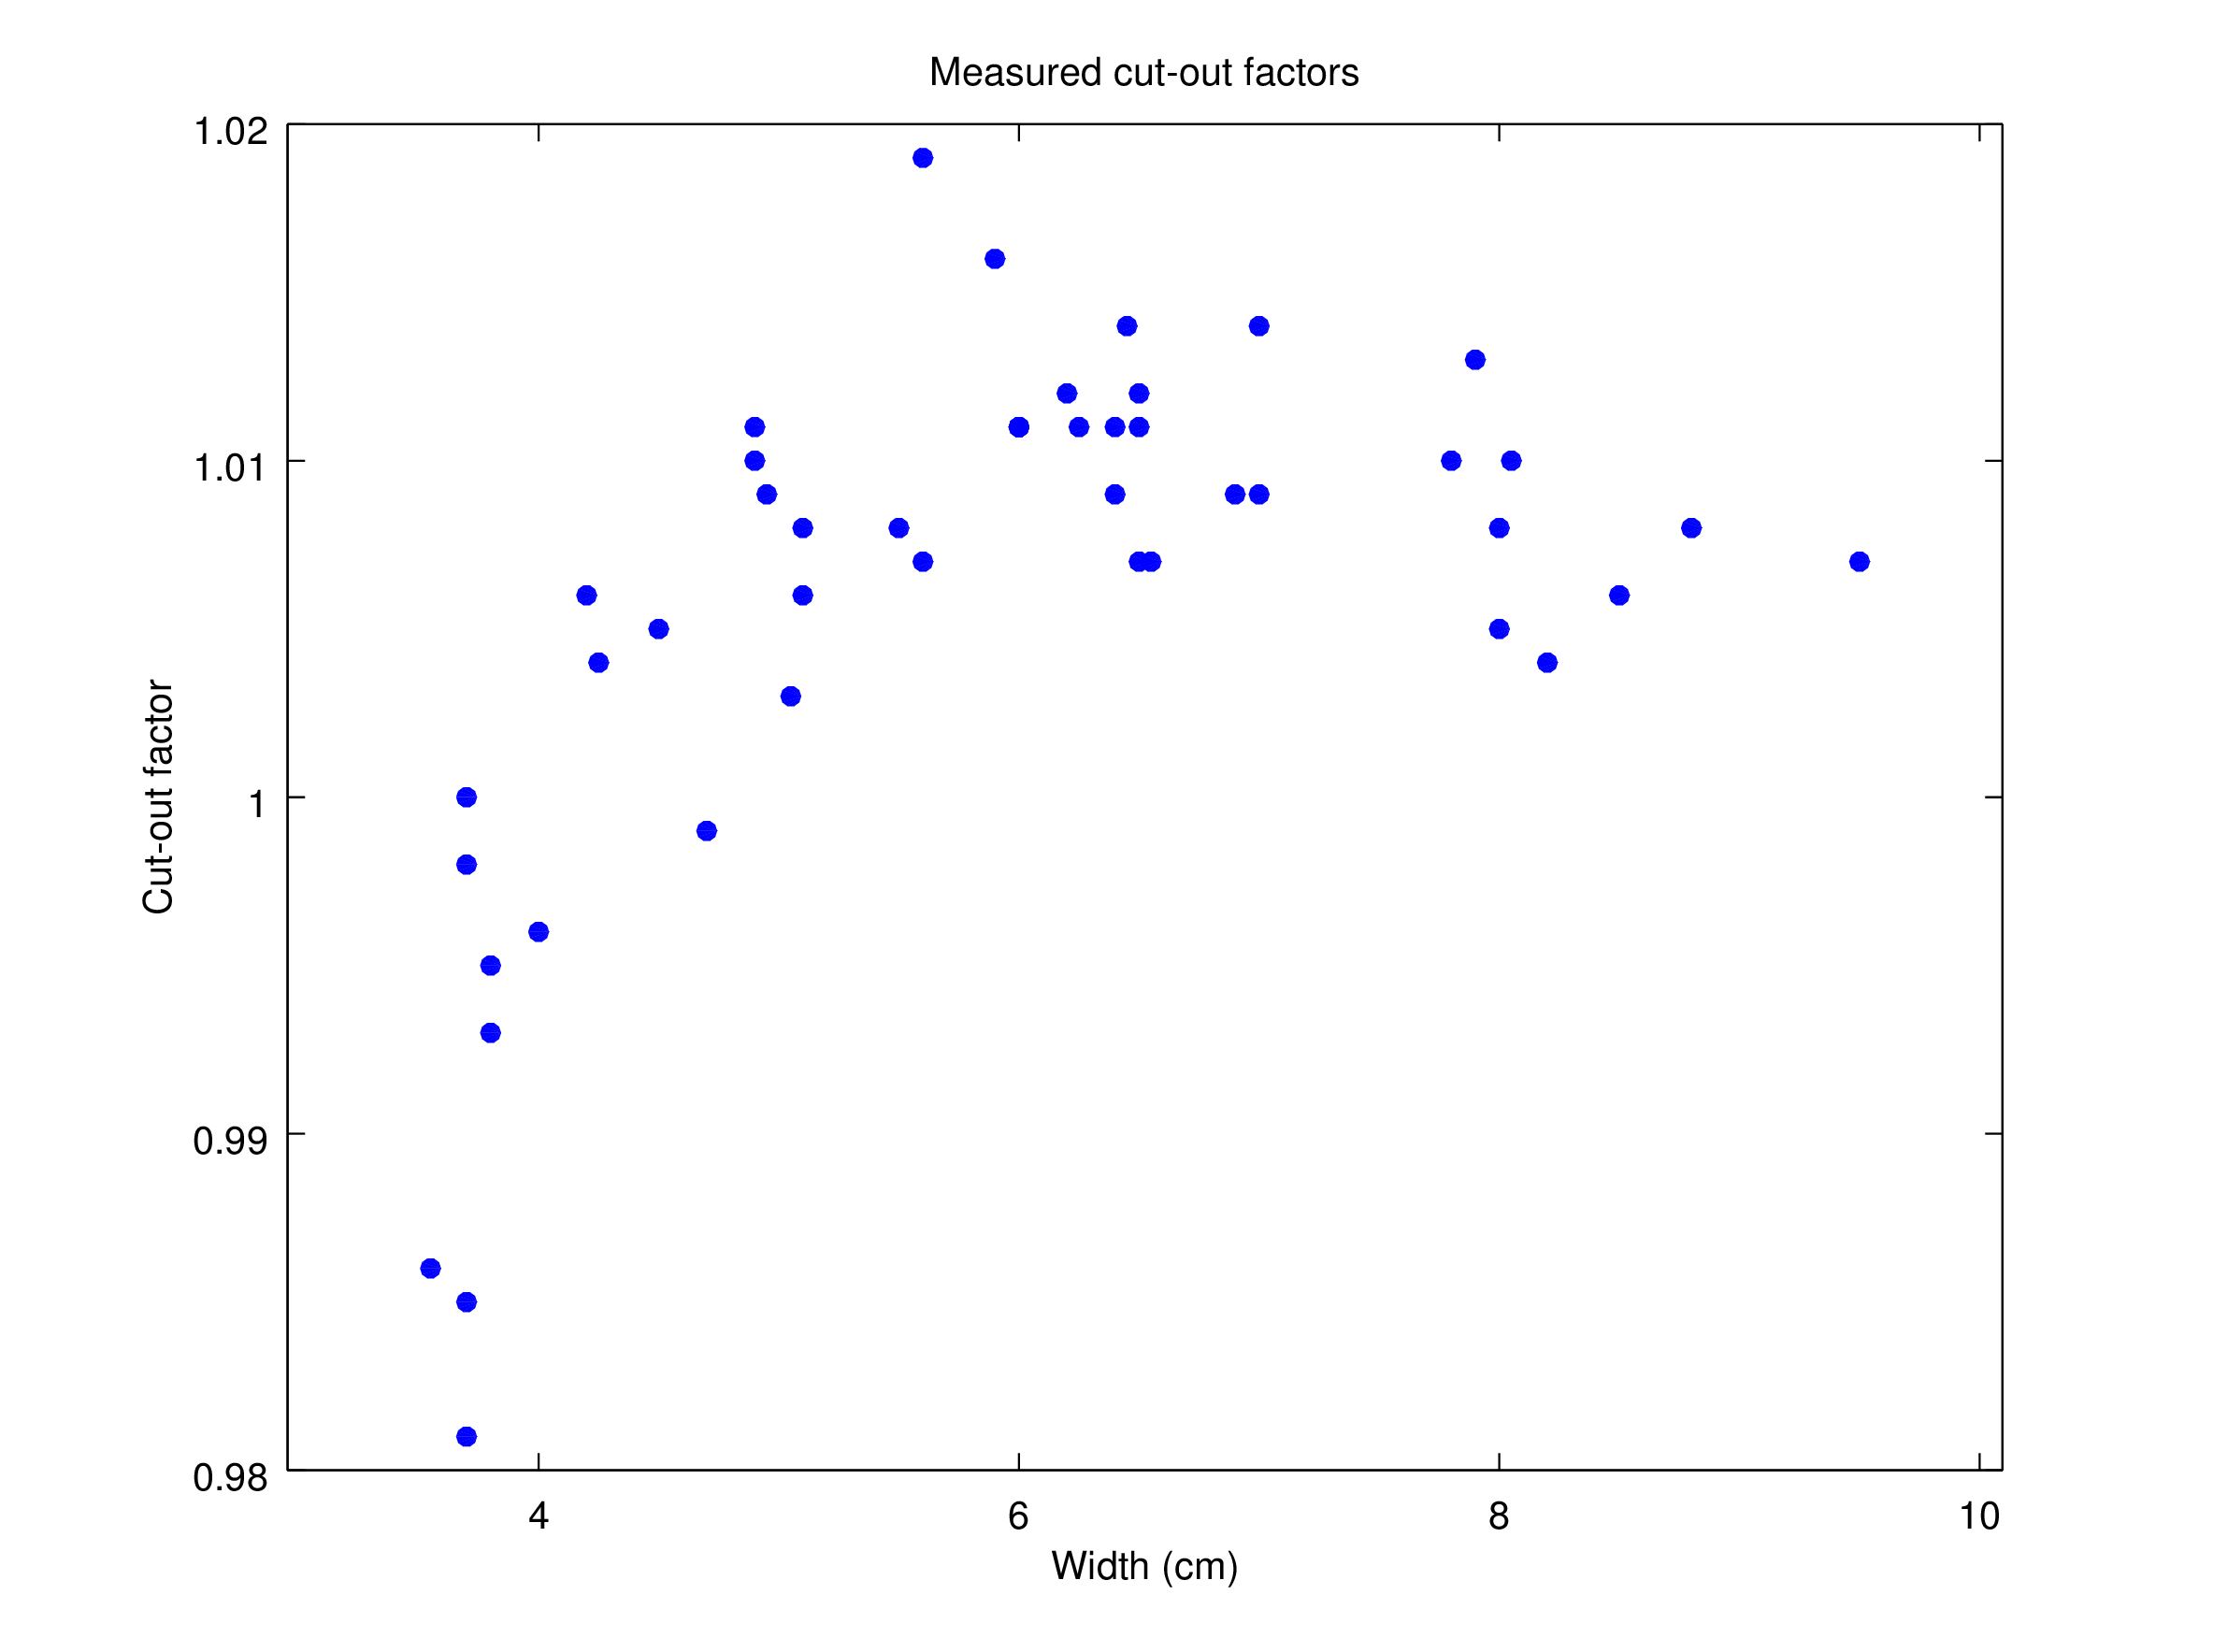 Measured cut-out factors
1.02
1.01
1
0.99
0.98
Cut-out factor
4 6 8 10
Width (cm)